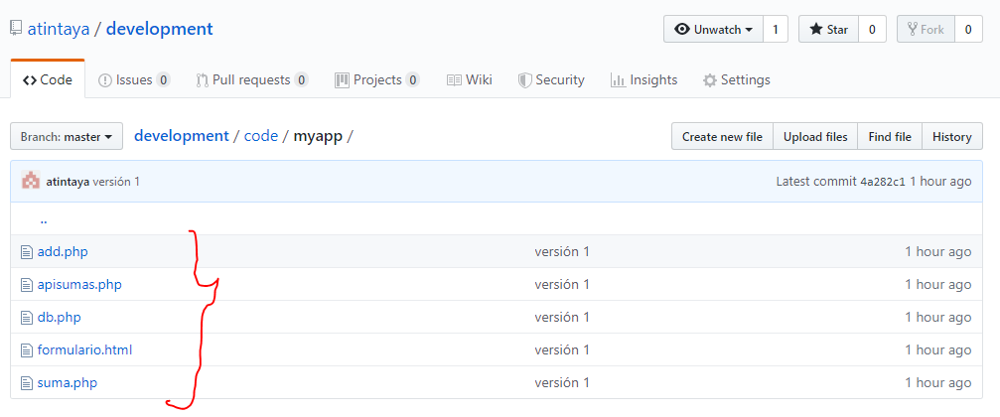 atintaya / development Unwatch 1 Star 0 Fork 0
Code Issues 0 Pull requests 0 Projects 0 Wiki Security Insights Settings
Branch: master development / code / myapp / Create new file Upload files Find file History
atintaya versión 1 Latest commit 4a282c1 1 hour ago
..
add.php versión 1 1 hour ago
apisumas.php versión 1 1 hour ago
db.php versión 1 1 hour ago
formulario.html versión 1 1 hour ago
suma.php versión 1 1 hour ago